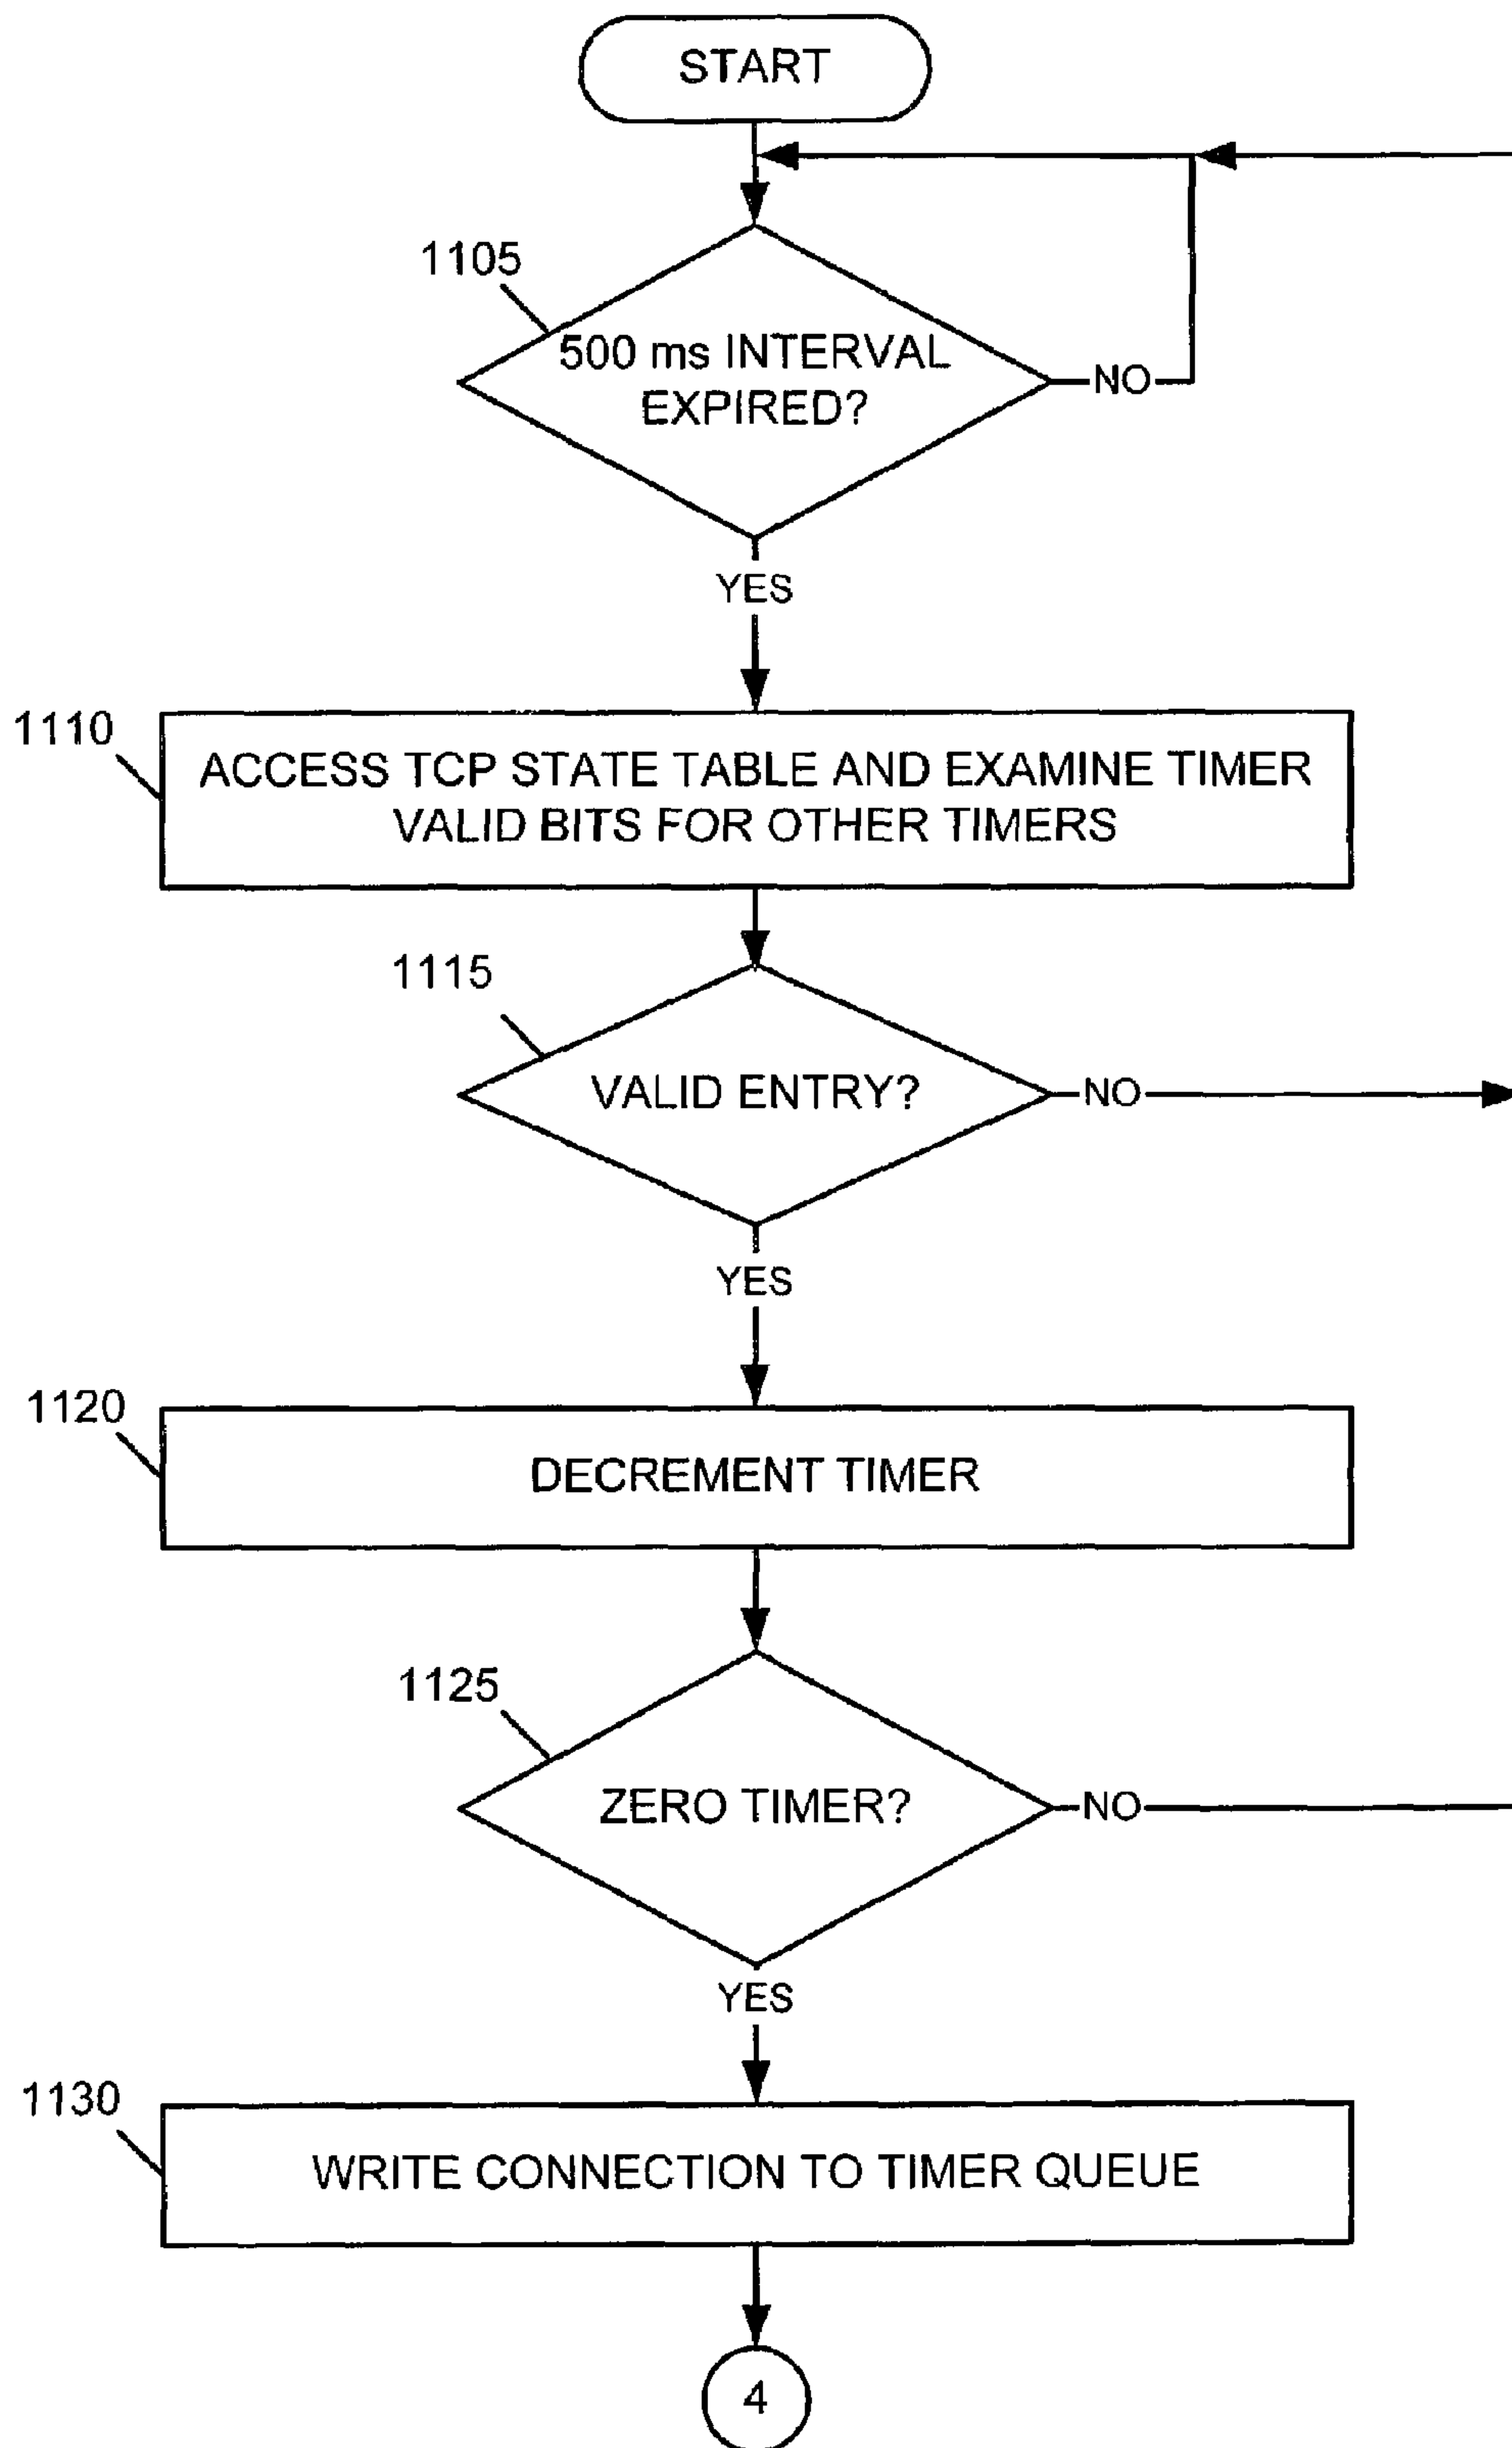 START
1105
500 ms INTERVAL
EXPIRED?
NO
YES
1110
ACCESS TCP STATE TABLE AND EXAMINE TIMER
VALID BITS FOR OTHER TIMERS
1115
VALID ENTRY?
NO
YES
1120
DECREMENT TIMER
1125
ZERO TIMER?
NO
YES
1130
WRITE CONNECTION TO TIMER QUEUE
4